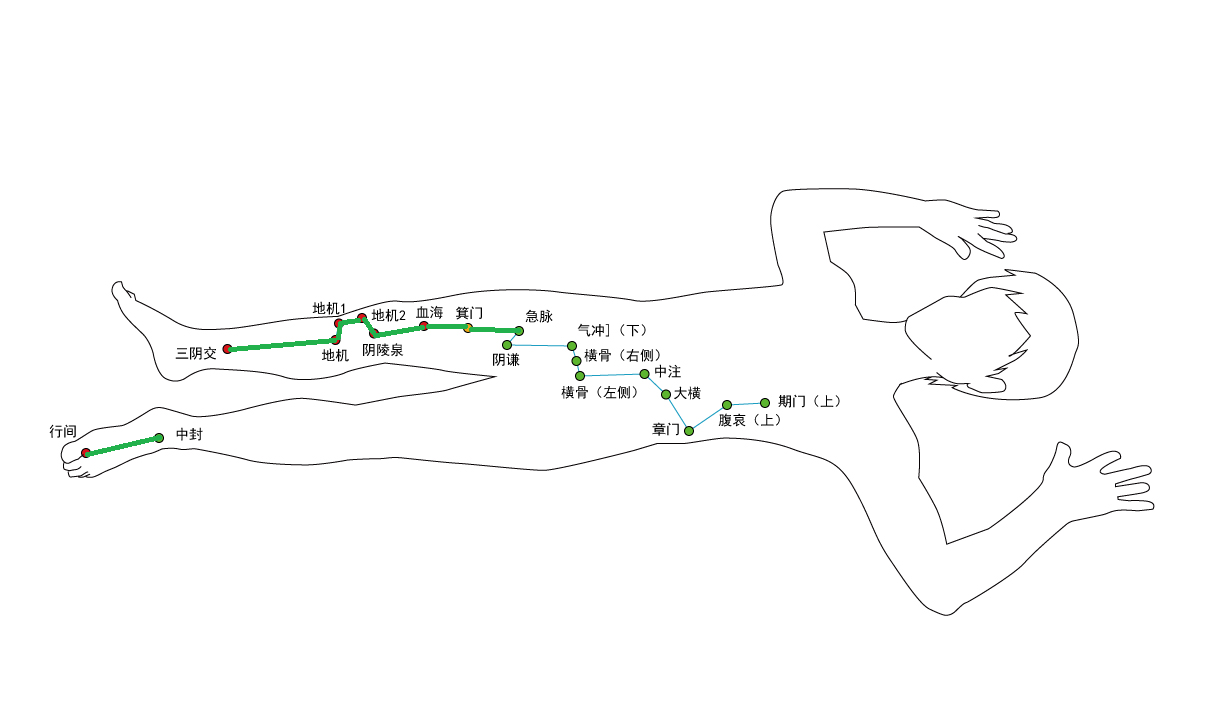 地机1
地机2
血海
箕门
急脉
三阴交
地机
阴陵泉
阴谦
气冲］（下）
横骨（右侧）
横骨（左侧）
中注
大横
章门
腹哀（上）
期门（上）
行间
中封